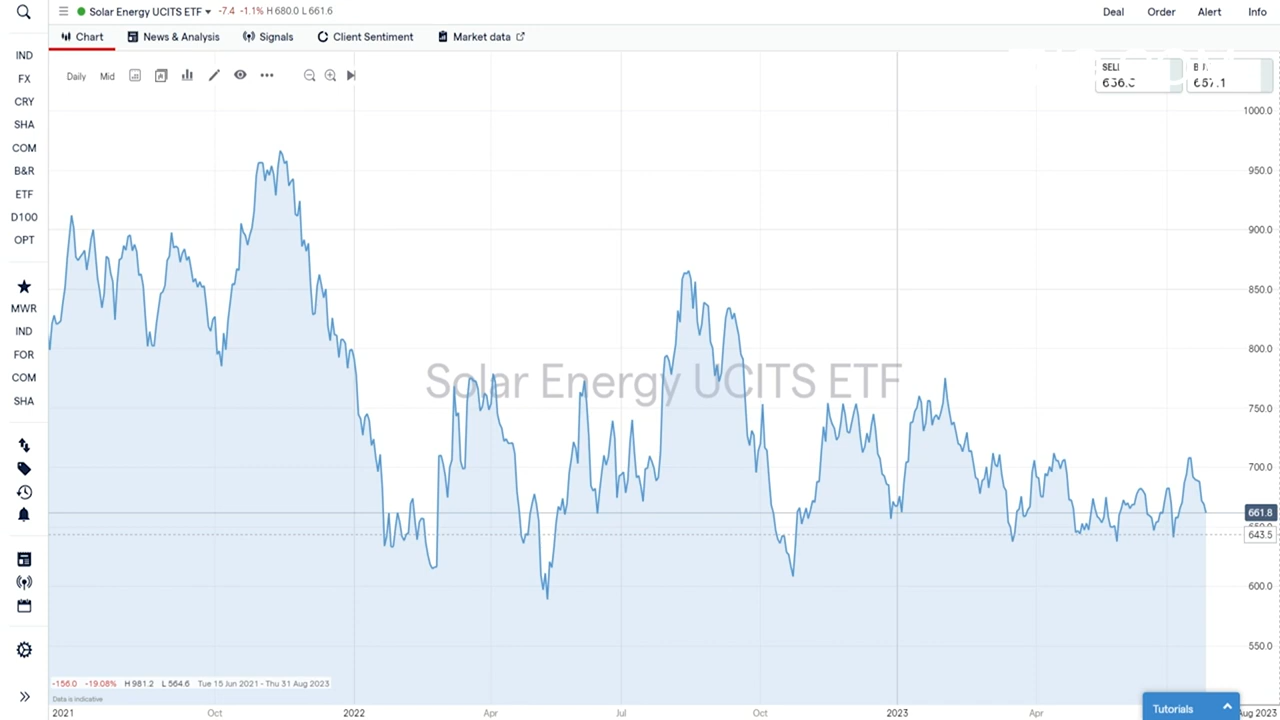 Solar Energy UCITS ETF -7.4 -1.1% H 680.0 L 661.6
Deal Order Alert Info
Chart News & Analysis Signals Client Sentiment Market data
Daily Mid
SELL
657.1
IND
FX
CRY
SHA
COM
B&R
ETF
D100
OPT
MWR
IND
FOR
COM
SHA
1000.0
950.0
900.0
850.0
800.0
750.0
700.0
661.8
643.5
600.0
550.0
Solar Energy UCITS ETF
-156.0 -19.08% H 981.2 L 564.6 Tue 15 Jun 2021 - Thu 31 Aug 2023
Data is indicative
2021 Oct 2022 Apr Jul Oct 2023 Apr Aug 2023
Tutorials